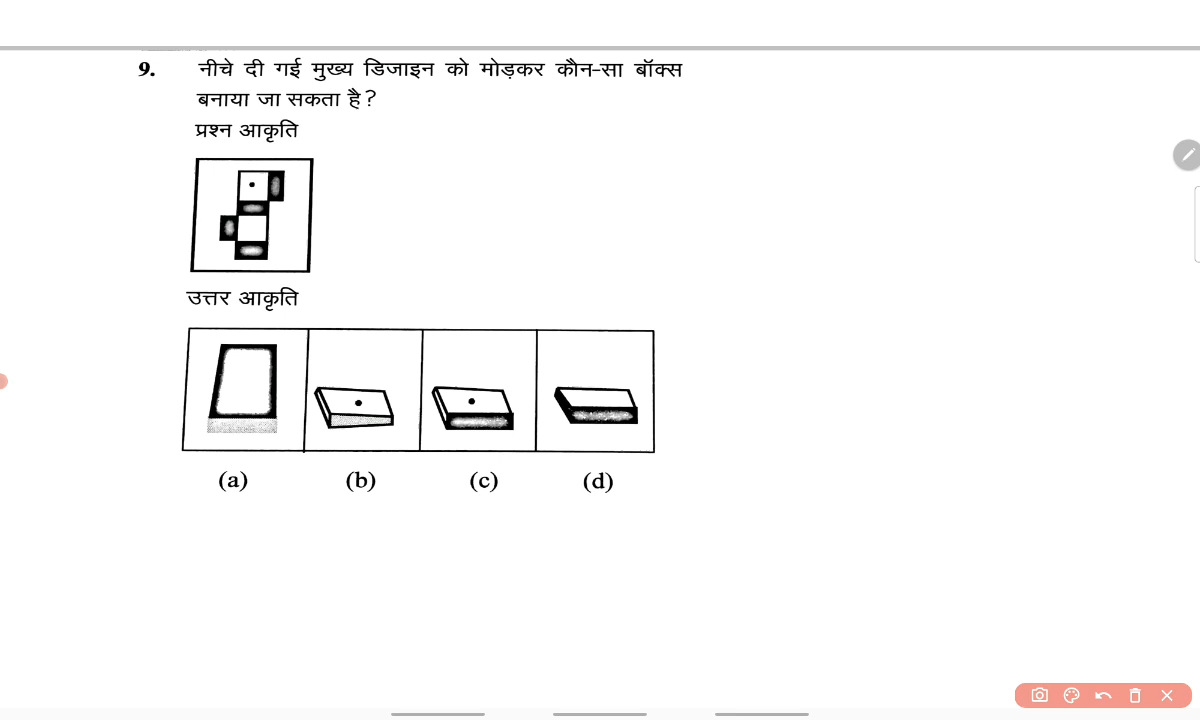 9. नीचे दी गई मुख्य डिजाइन को मोड़कर कौन-सा बॉक्स
बनाया जा सकता है?
प्रश्न आकृति
उत्तर आकृति
(a) (b) (c) (d)